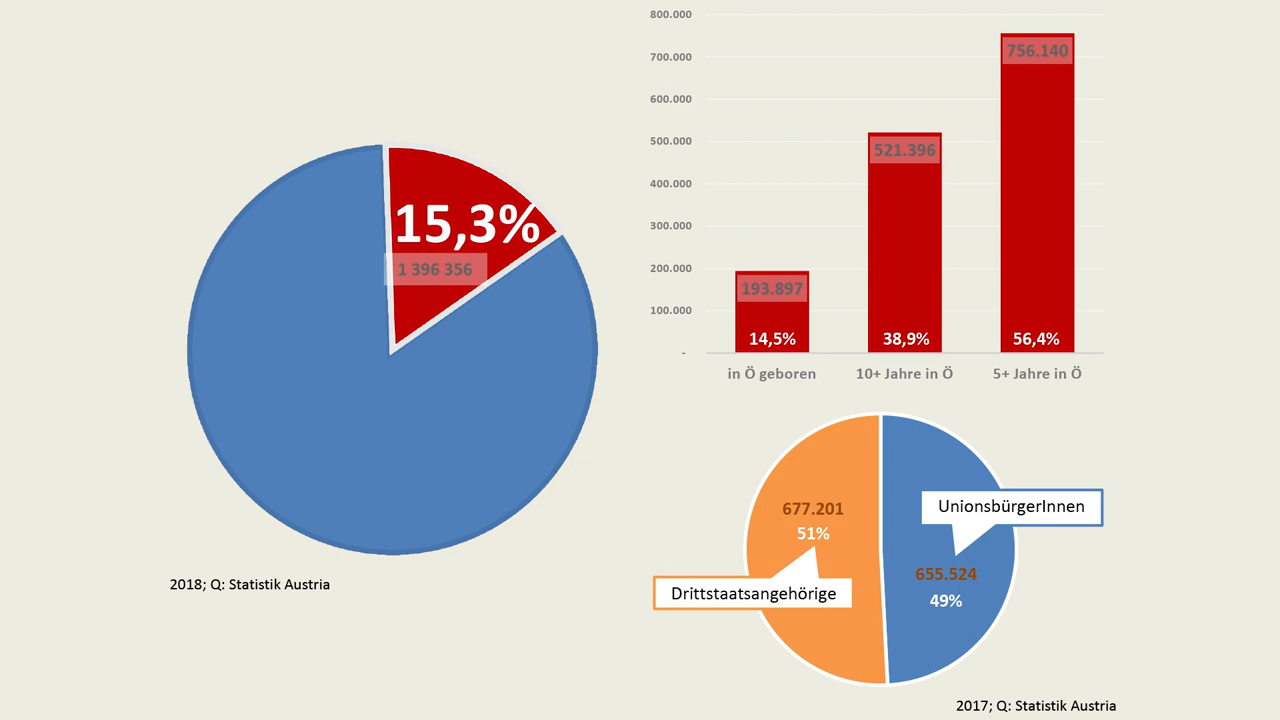 15,3%
1 396 356
2018; Q: Statistik Austria
800.000
700.000
600.000
500.000
400.000
300.000
200.000
100.000
-
756.140
521.396
193.897
14,5%
38,9%
56,4%
in Ö geboren
10+ Jahre in Ö
5+ Jahre in Ö
677.201
51%
UnionsbürgerInnen
655.524
49%
Drittstaatsangehörige
2017; Q: Statistik Austria